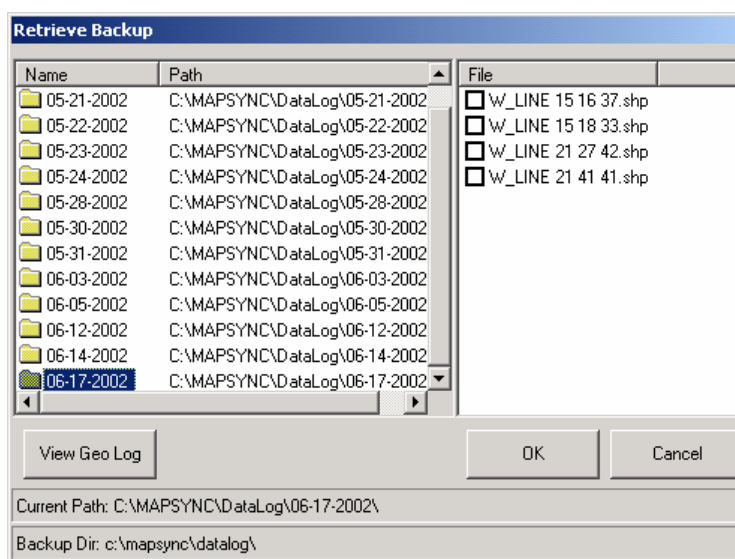 Retrieve Backup
Name Path File
05-21-2002 C:\MAPSYNC\DataLog\05-21-2002 W_LINE 15 16 37.shp
05-22-2002 C:\MAPSYNC\DataLog\05-22-2002 W_LINE 15 18 33.shp
05-23-2002 C:\MAPSYNC\DataLog\05-23-2002 W_LINE 21 27 42.shp
05-24-2002 C:\MAPSYNC\DataLog\05-24-2002 W_LINE 21 41 41.shp
05-28-2002 C:\MAPSYNC\DataLog\05-28-2002
05-30-2002 C:\MAPSYNC\DataLog\05-30-2002
05-31-2002 C:\MAPSYNC\DataLog\05-31-2002
06-03-2002 C:\MAPSYNC\DataLog\06-03-2002
06-05-2002 C:\MAPSYNC\DataLog\06-05-2002
06-12-2002 C:\MAPSYNC\DataLog\06-12-2002
06-14-2002 C:\MAPSYNC\DataLog\06-14-2002
06-17-2002 C:\MAPSYNC\DataLog\06-17-2002
View Geo Log OK Cancel
Current Path: C:\MAPSYNC\DataLog\06-17-2002\
Backup Dir: c:\mapsync\datalog\